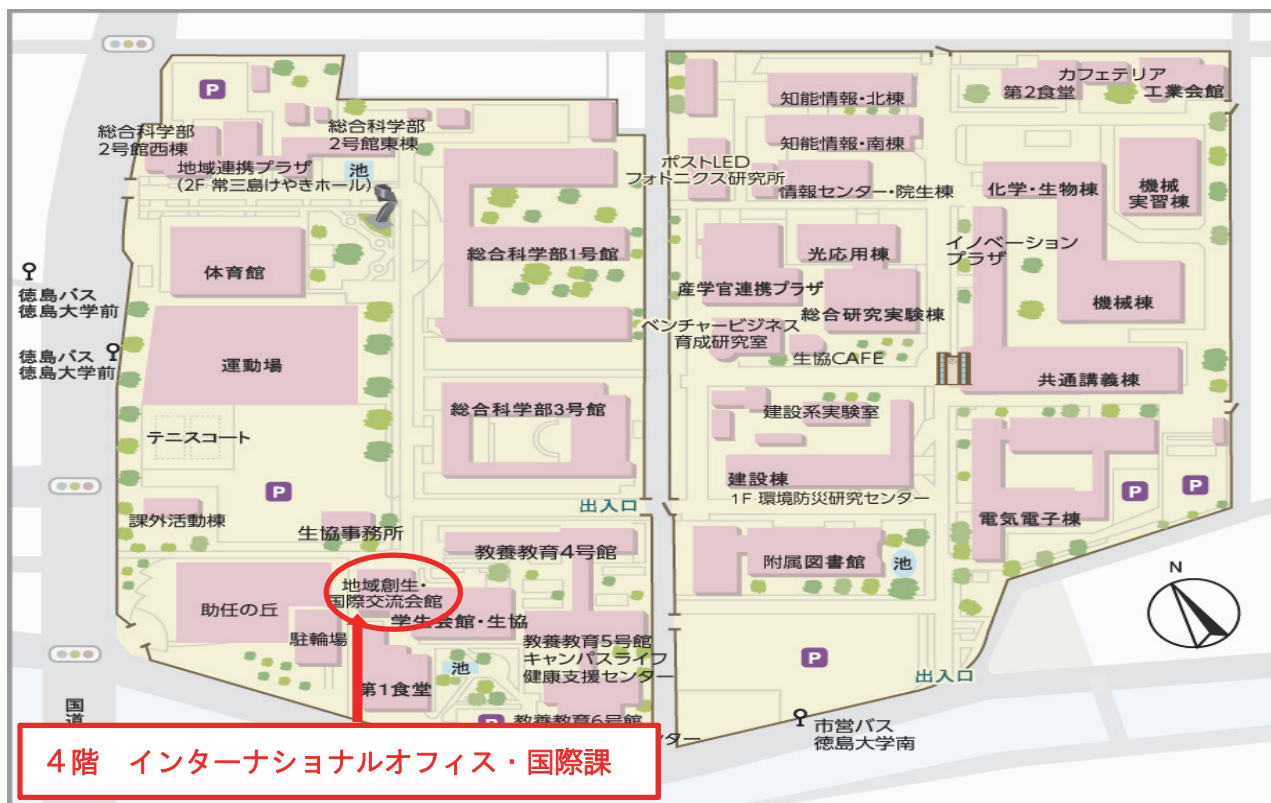 P
総合科学部
2号館西棟
総合科学部
2号館東棟
地域連携プラザ
(2F 常三島けやきホール)
池
体育館
総合科学部1号館
徳島バス
徳島大学前
徳島バス
徳島大学前
運動場
総合科学部3号館
テニスコート
P
課外活動棟
生協事務所
出入口
教養教育4号館
助任の丘
地域創生・
国際交流会館
学生会館・生協
駐輪場
第1食堂
池
教養教育5号館
キャンパスライフ
健康支援センター
P
教養教育6号館
ンター
国道
4階 インターナショナルオフィス・国際課
知能情報・北棟
カフェテリア
第2食堂
工業会館
知能情報・南棟
ポストLED
フォトニクス研究所
情報センター・院生棟
化学・生物棟
機械
実習棟
光応用棟
イノベーション
プラザ
産学官連携プラザ
総合研究実験棟
機械棟
ベンチャービジネス
育成研究室
生協CAFE
共通講義棟
建設系実験室
建設棟
1F 環境防災研究センター
P
P
電気電子棟
附属図書館
池
N
P
出入口
市営バス
徳島大学南